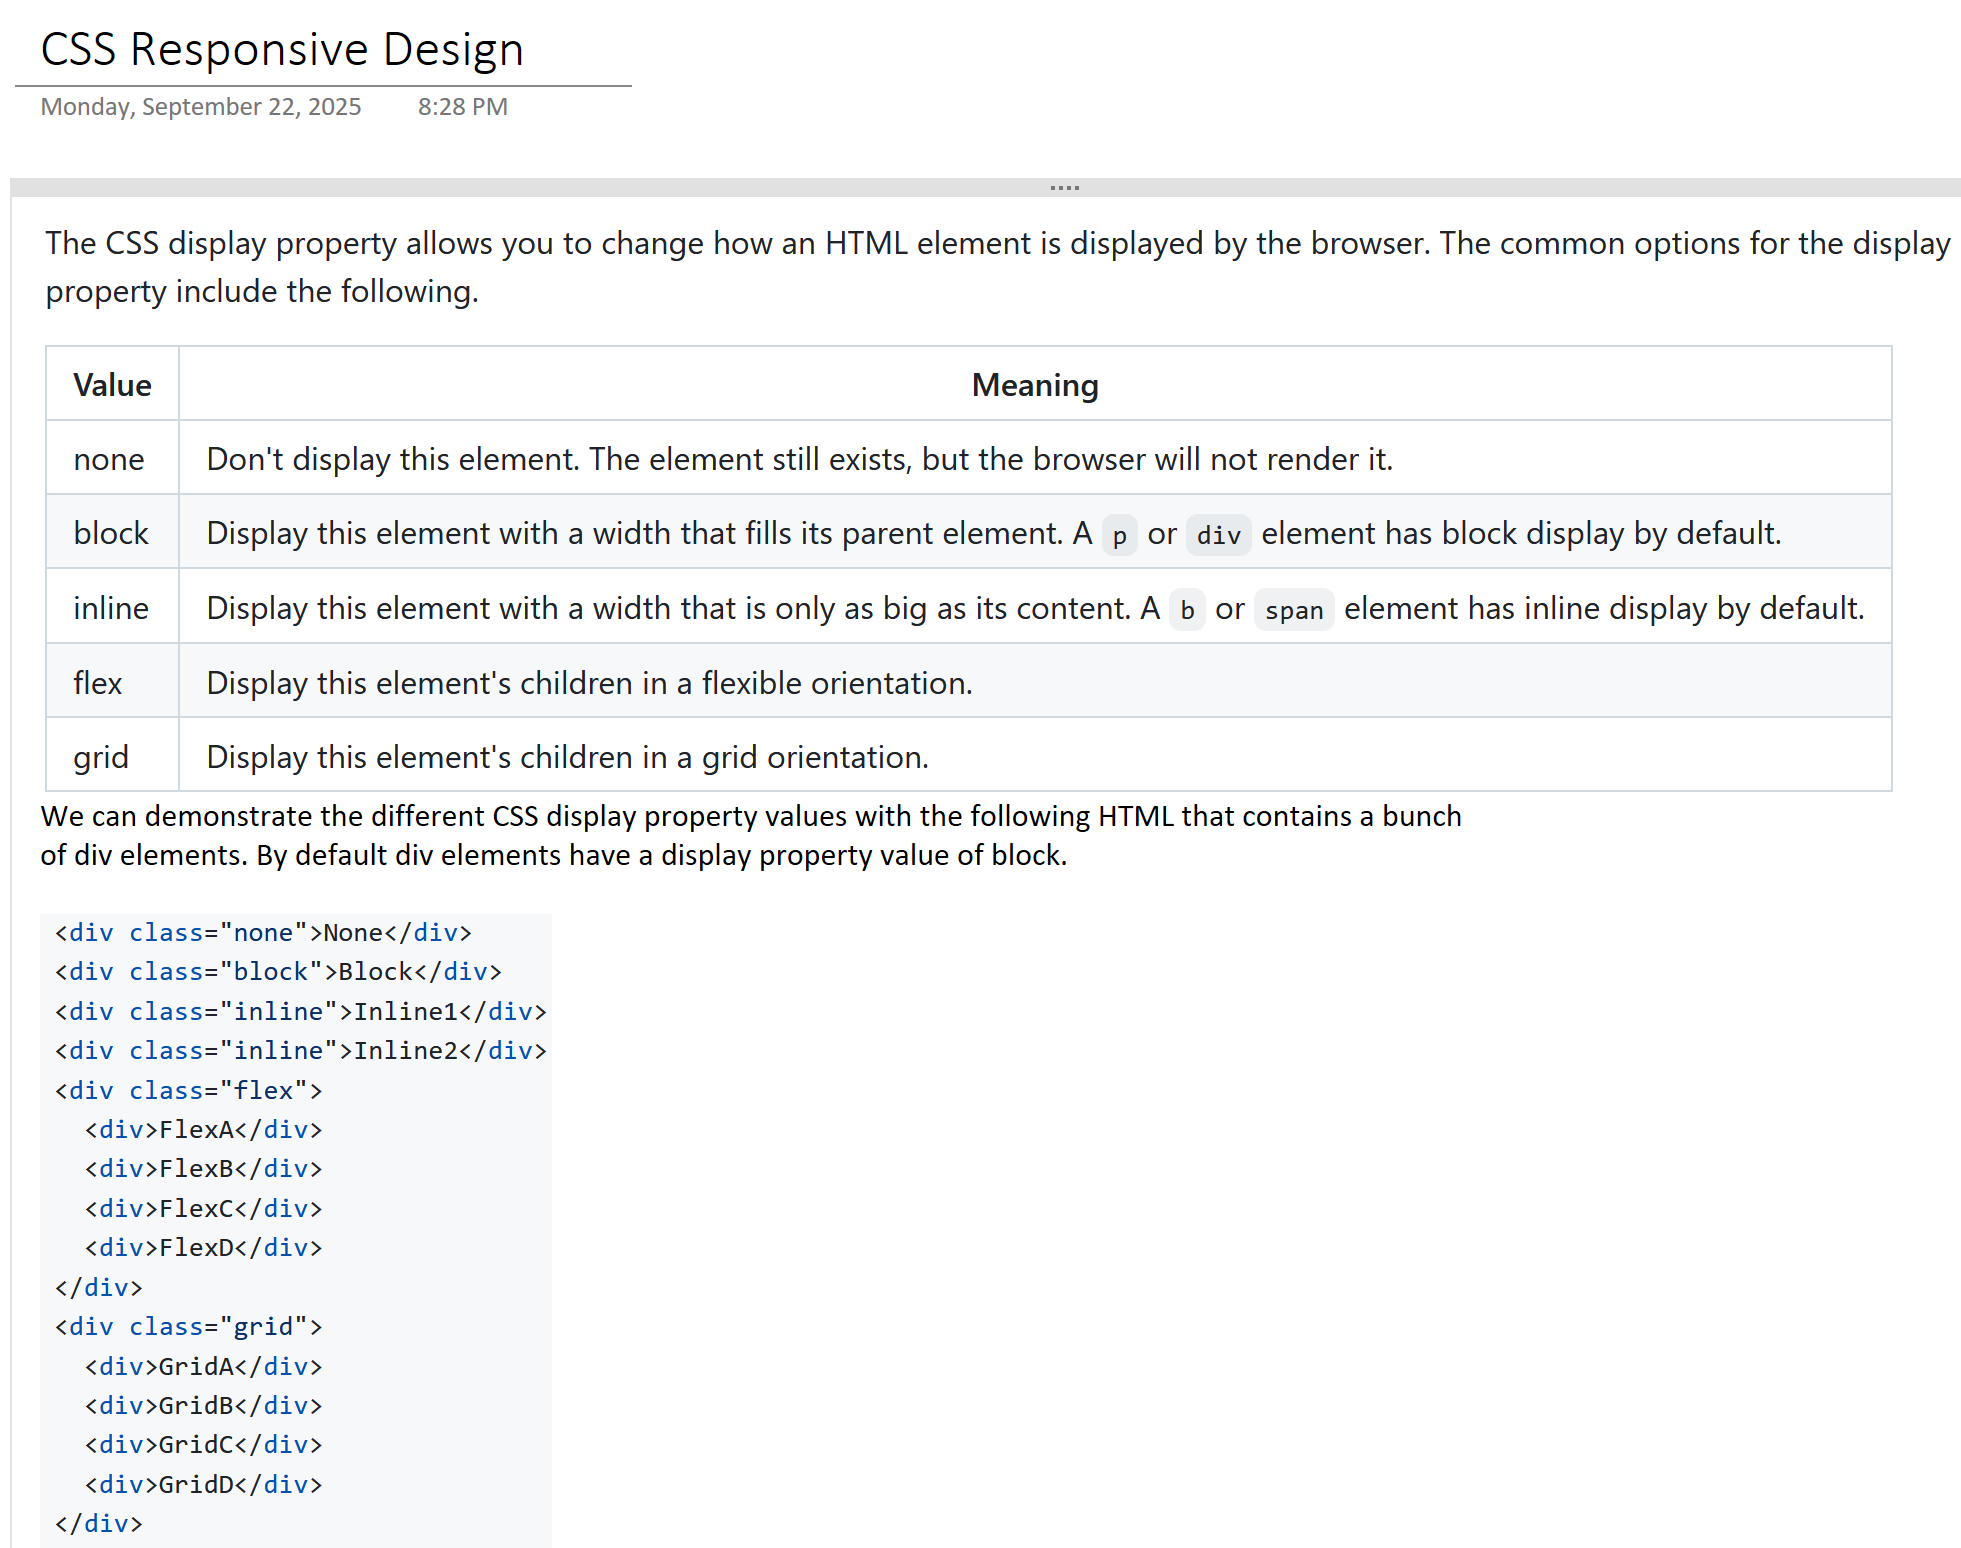 CSS Responsive Design
Monday, September 22, 2025 8:28 PM
The CSS display property allows you to change how an HTML element is displayed by the browser. The common options for the display
property include the following.
Value Meaning
none Don't display this element. The element still exists, but the browser will not render it.
block Display this element with a width that fills its parent element. A p or div element has block display by default.
inline Display this element with a width that is only as big as its content. A b or span element has inline display by default.
flex Display this element's children in a flexible orientation.
grid Display this element's children in a grid orientation.
We can demonstrate the different CSS display property values with the following HTML that contains a bunch
of div elements. By default div elements have a display property value of block.
<div class="none">None</div>
<div class="block">Block</div>
<div class="inline">Inline1</div>
<div class="inline">Inline2</div>
<div class="flex">
  <div>FlexA</div>
  <div>FlexB</div>
  <div>FlexC</div>
  <div>FlexD</div>
</div>
<div class="grid">
  <div>GridA</div>
  <div>GridB</div>
  <div>GridC</div>
  <div>GridD</div>
</div>